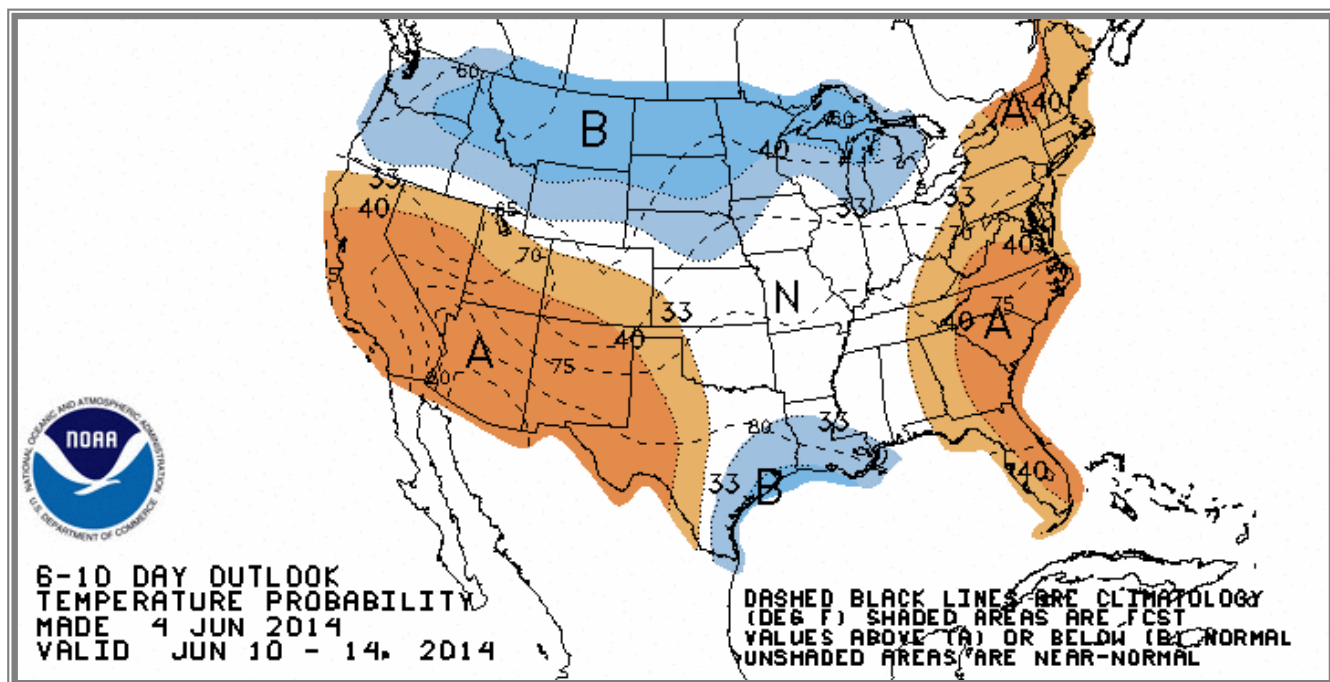 60
B
A
40
40
33
40
65
33
33
70
70
40
33
N
75
40
A
A
40
75
80
80
33
33
B
40
NATIONAL OCEANIC AND ATMOSPHERIC ADMINISTRATION
NOAA
U.S. DEPARTMENT OF COMMERCE
6-10 DAY OUTLOOK
TEMPERATURE PROBABILITY
MADE 4 JUN 2014
VALID JUN 10 - 14, 2014
DASHED BLACK LINES ARE CLIMATOLOGY
(DEG F) SHADED AREAS ARE FCST
VALUES ABOVE (A) OR BELOW (B) NORMAL
UNSHADED AREAS ARE NEAR-NORMAL